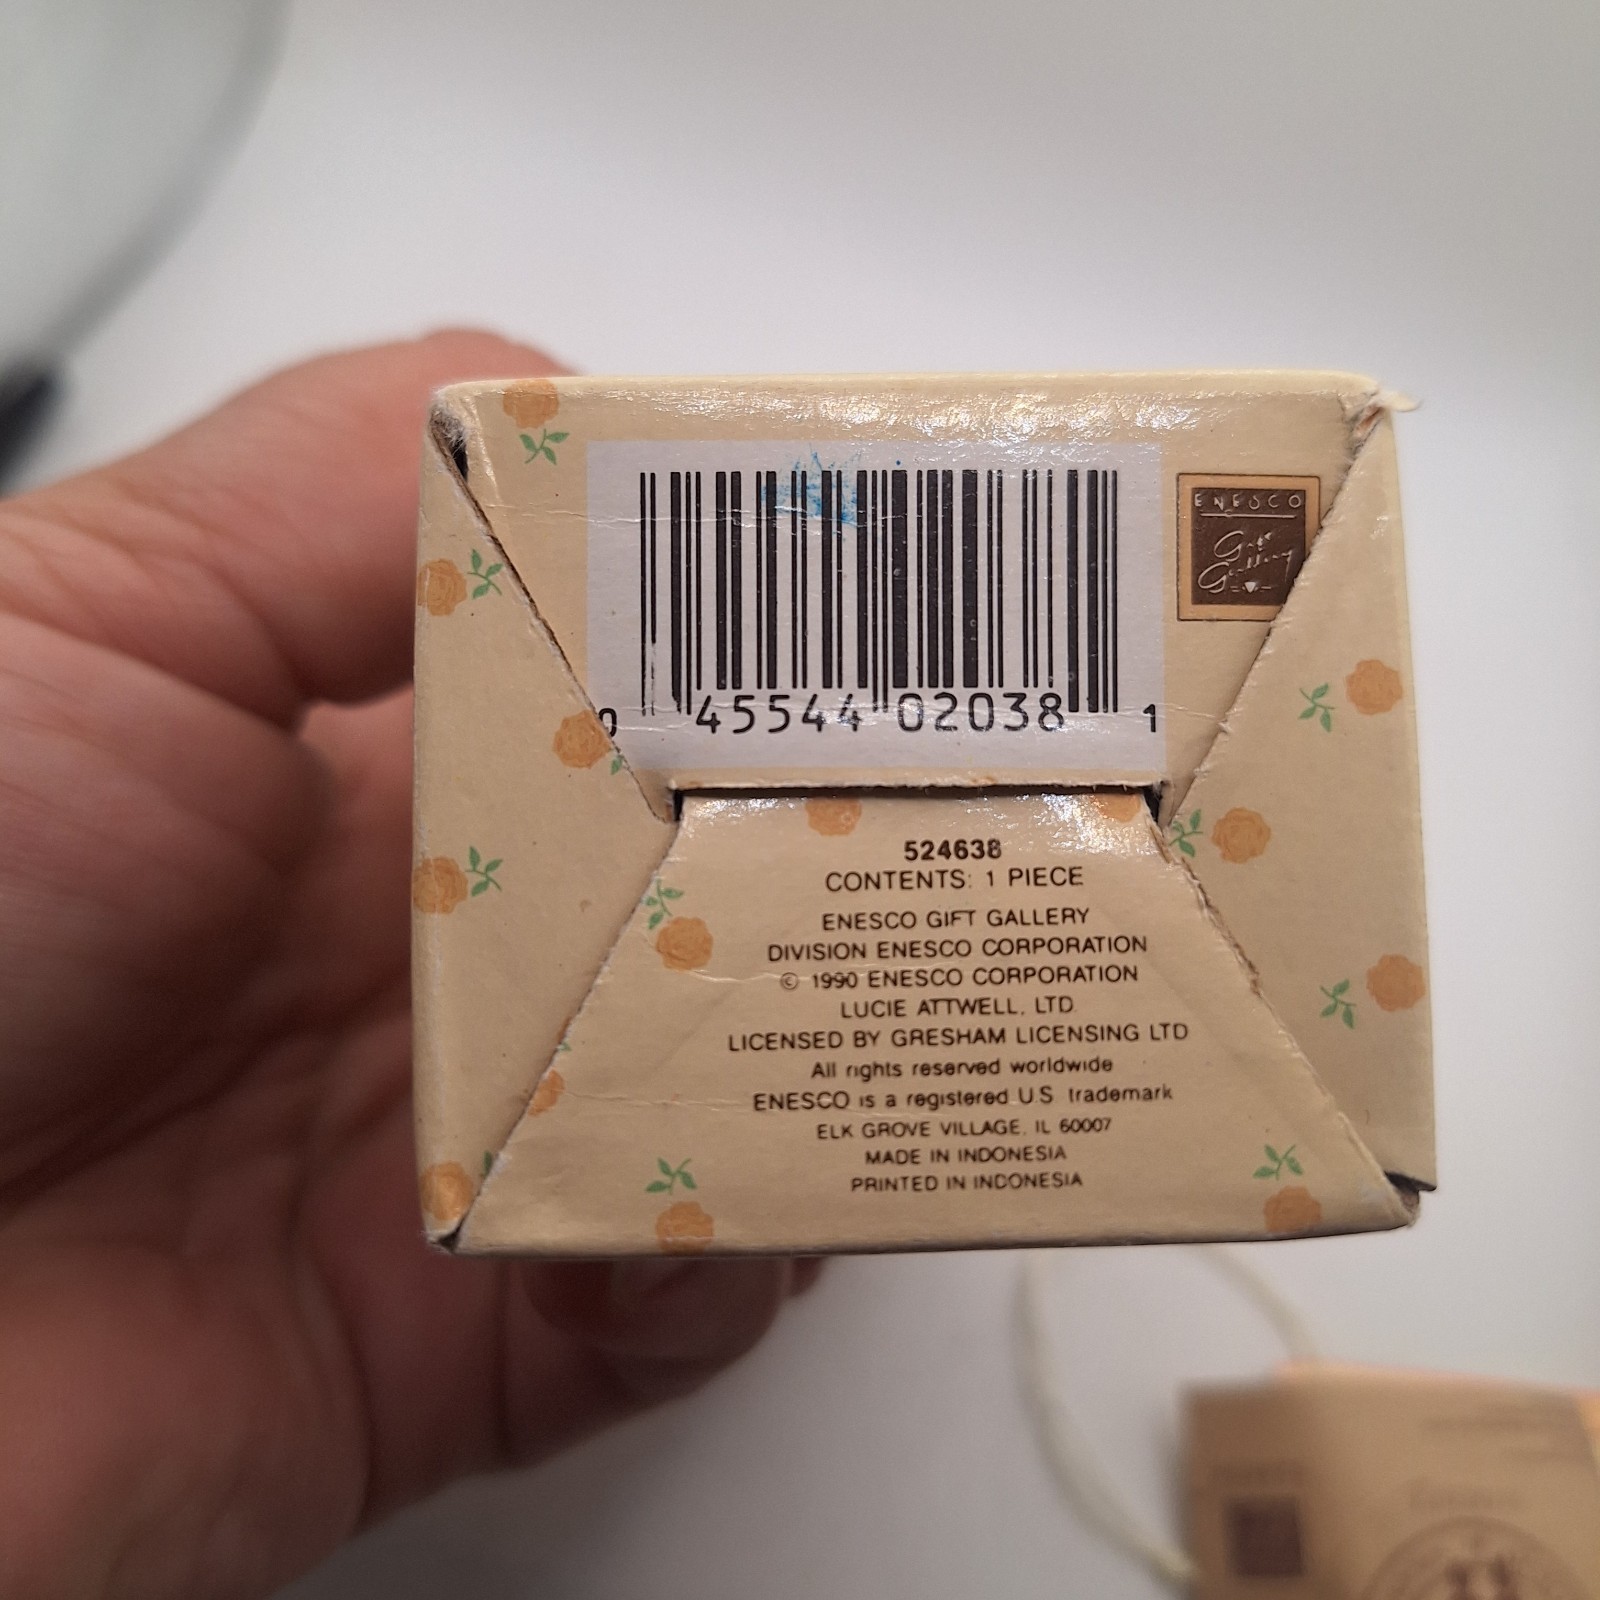 0 45544 02038 1
ENESCO
Gift
Gallery
524638
CONTENTS: 1 PIECE
ENESCO GIFT GALLERY
DIVISION ENESCO CORPORATION
© 1990 ENESCO CORPORATION
LUCIE ATTWELL, LTD
LICENSED BY GRESHAM LICENSING LTD
All rights reserved worldwide
ENESCO is a registered U.S trademark
ELK GROVE VILLAGE, IL 60007
MADE IN INDONESIA
PRINTED IN INDONESIA